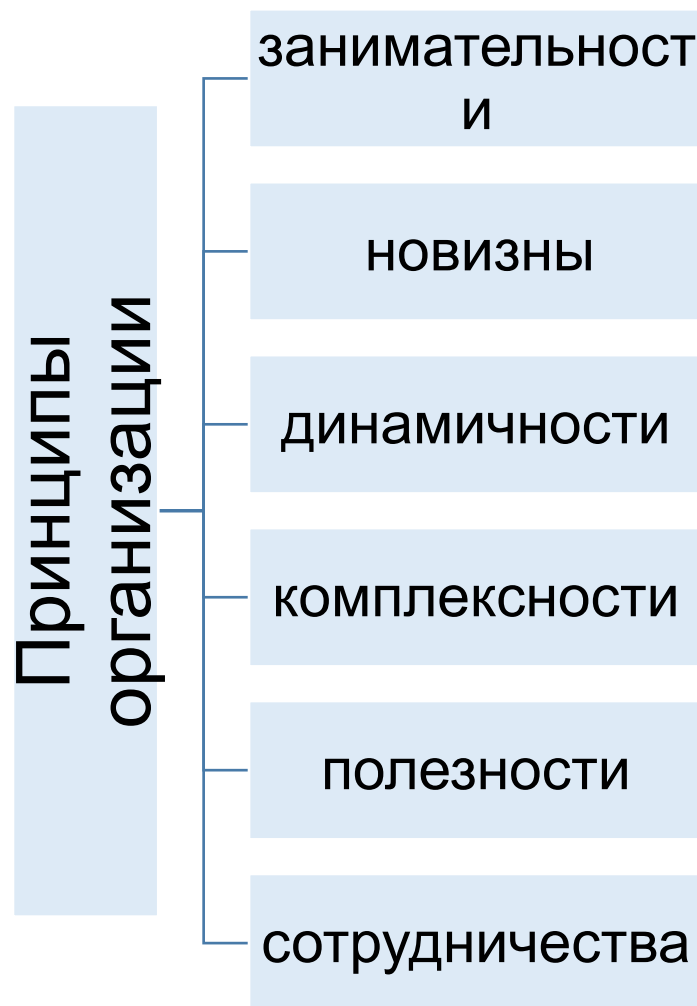 Принципы
организации
занимательност
и
новизны
динамичности
комплексности
полезности
сотрудничества